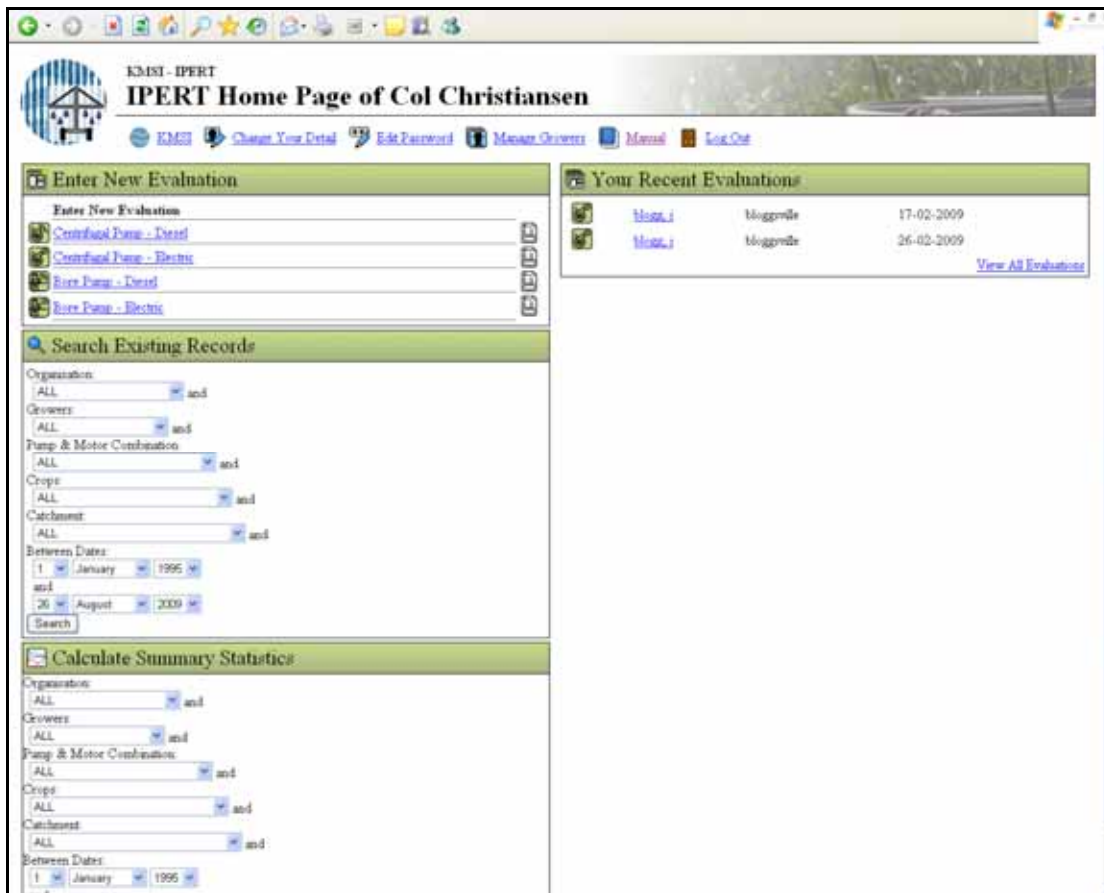 KMSI - IPERT
IPERT Home Page of Col Christiansen
KMSI Change Your Detail Edit Password Manage Growers Manual Log Out
Enter New Evaluation
Enter New Evaluation
Centrifugal Pump - Diesel
Centrifugal Pump - Electric
Bore Pump - Diesel
Bore Pump - Electric
Your Recent Evaluations
bloggs, j bloggsville 17-02-2009
bloggs, j bloggsville 26-02-2009
View All Evaluations
Search Existing Records
Organisation:
ALL and
Growers:
ALL and
Pump & Motor Combination:
ALL and
Crops:
ALL and
Catchment:
ALL and
Between Dates:
1 January 1995
and
26 August 2009
Search
Calculate Summary Statistics
Organisation:
ALL and
Growers:
ALL and
Pump & Motor Combination:
ALL and
Crops:
ALL and
Catchment:
ALL and
Between Dates:
1 January 1995